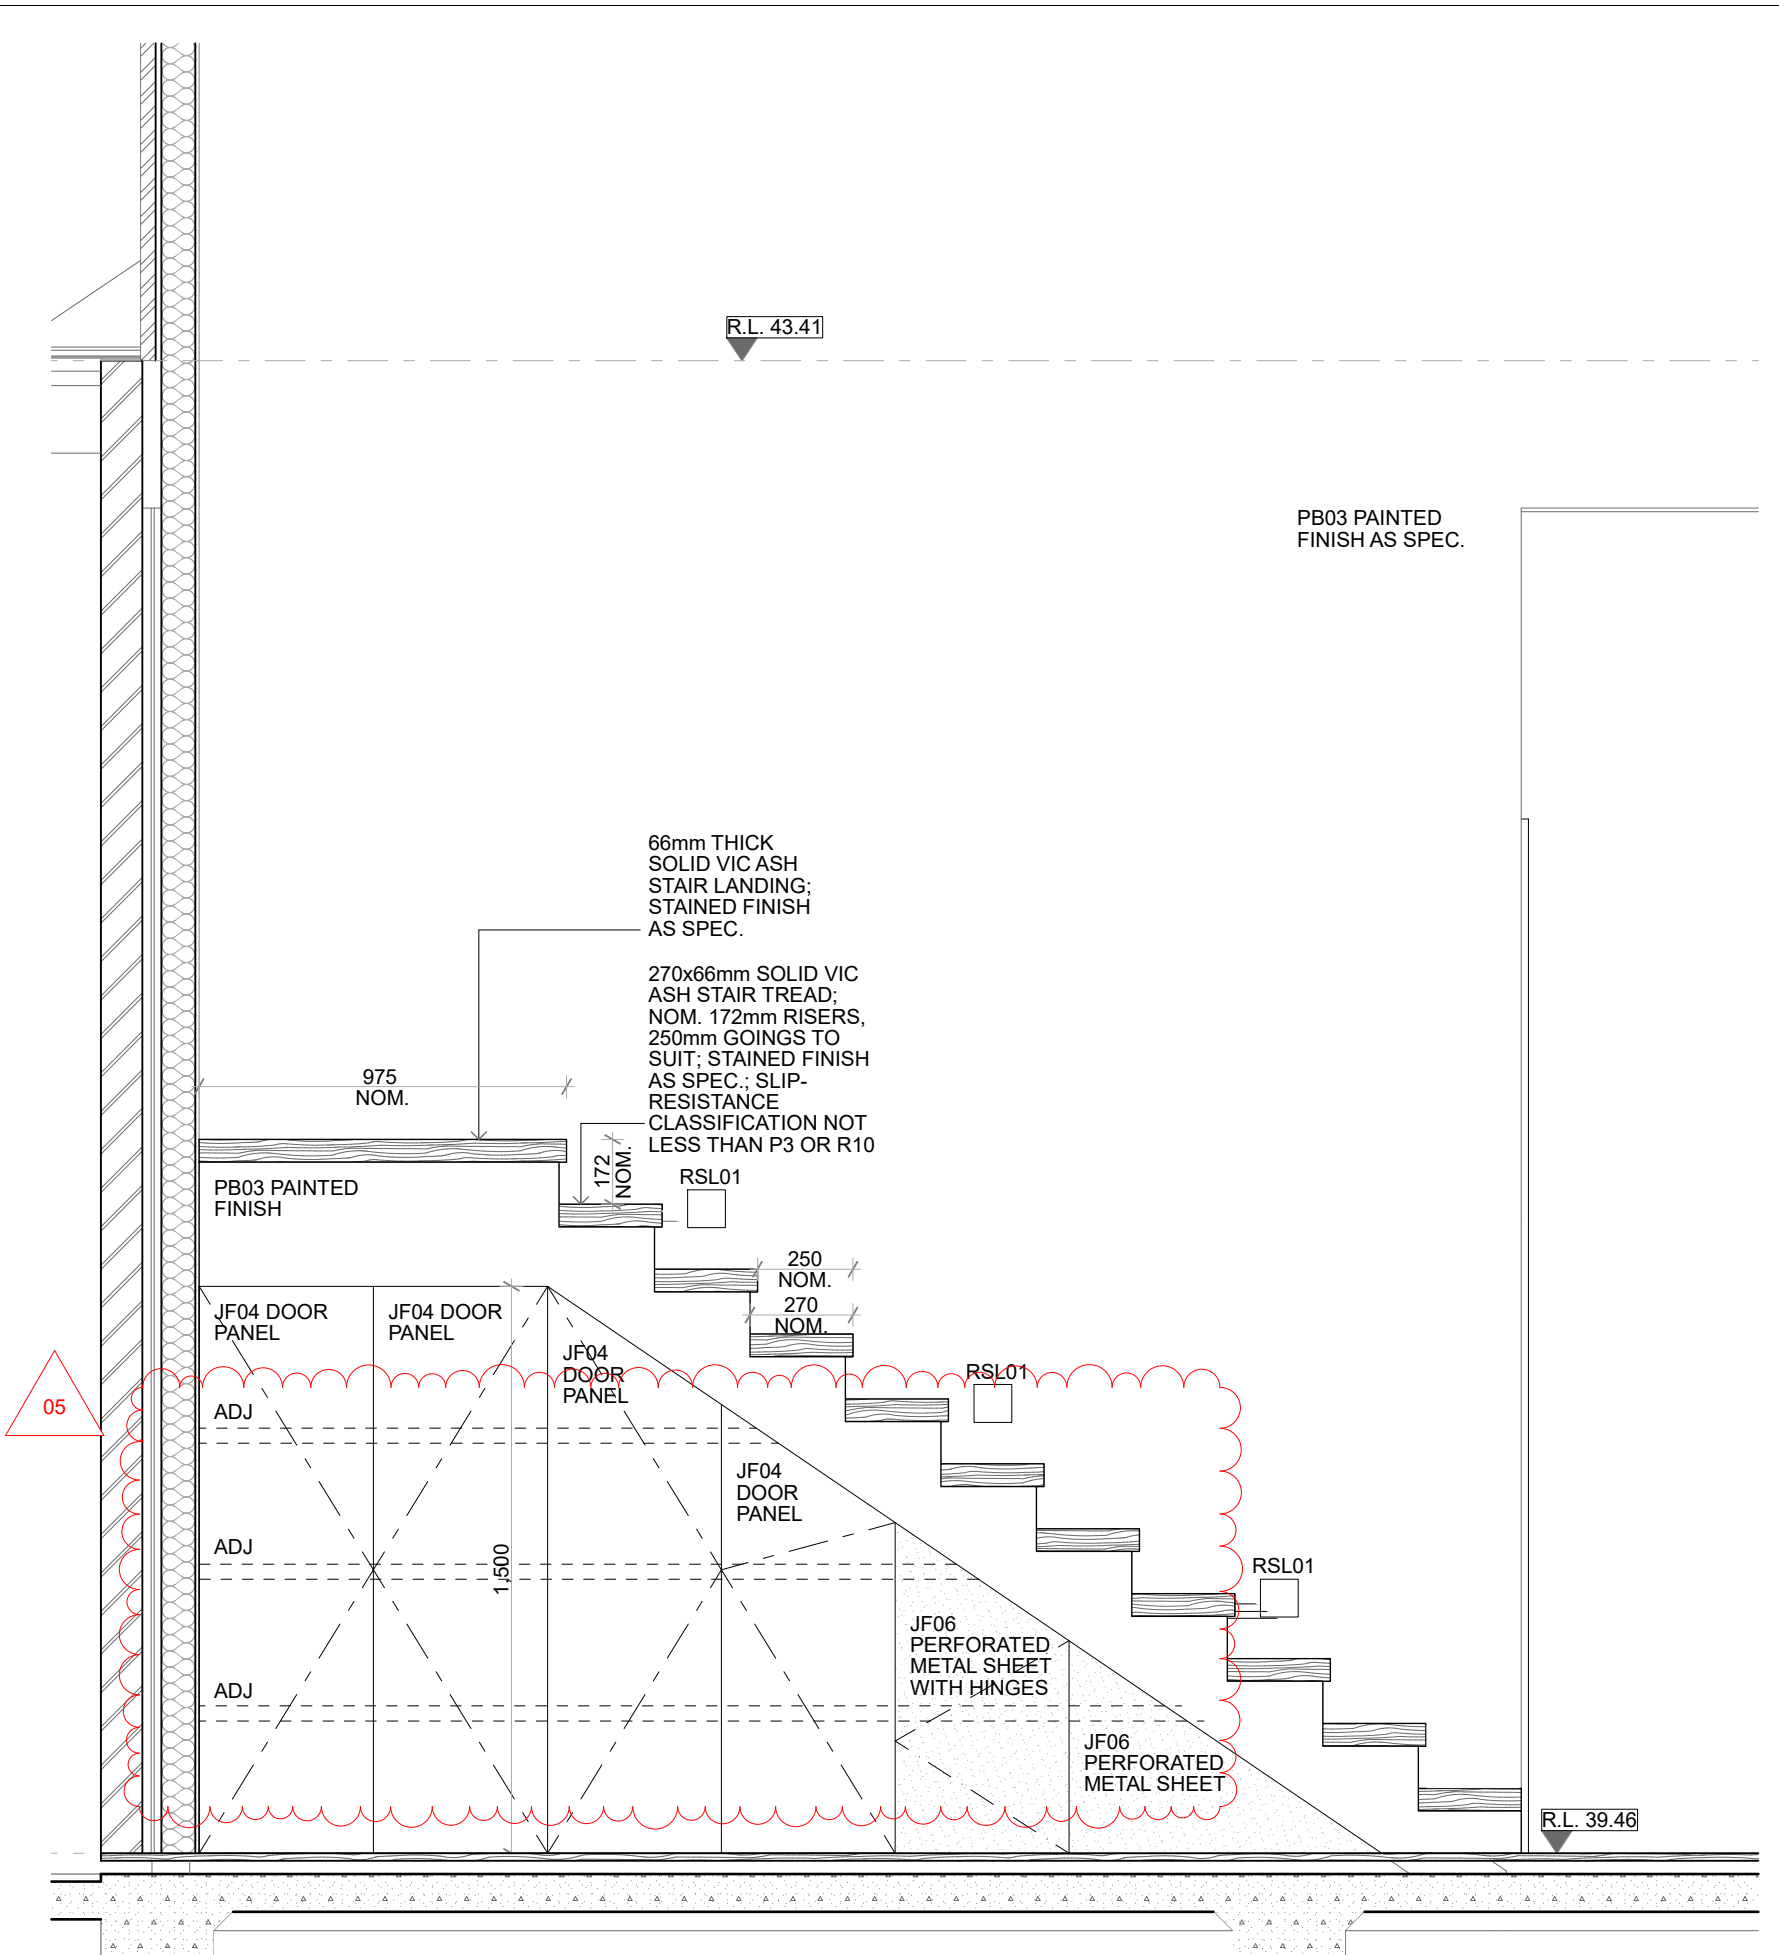 R.L. 43.41
PB03 PAINTED
FINISH AS SPEC.
66mm THICK
SOLID VIC ASH
STAIR LANDING;
STAINED FINISH
AS SPEC.
270x66mm SOLID VIC
ASH STAIR TREAD;
NOM. 172mm RISERS,
250mm GOINGS TO
SUIT; STAINED FINISH
AS SPEC.; SLIP-
RESISTANCE
CLASSIFICATION NOT
LESS THAN P3 OR R10
975
NOM.
172
NOM.
RSL01
PB03 PAINTED
FINISH
250
NOM.
270
NOM.
JF04 DOOR
PANEL
JF04 DOOR
PANEL
JF04
DOOR
PANEL
RSL01
05
ADJ
JF04
DOOR
PANEL
ADJ
1,500
RSL01
JF06
PERFORATED
METAL SHEET
WITH HINGES
ADJ
JF06
PERFORATED
METAL SHEET
R.L. 39.46